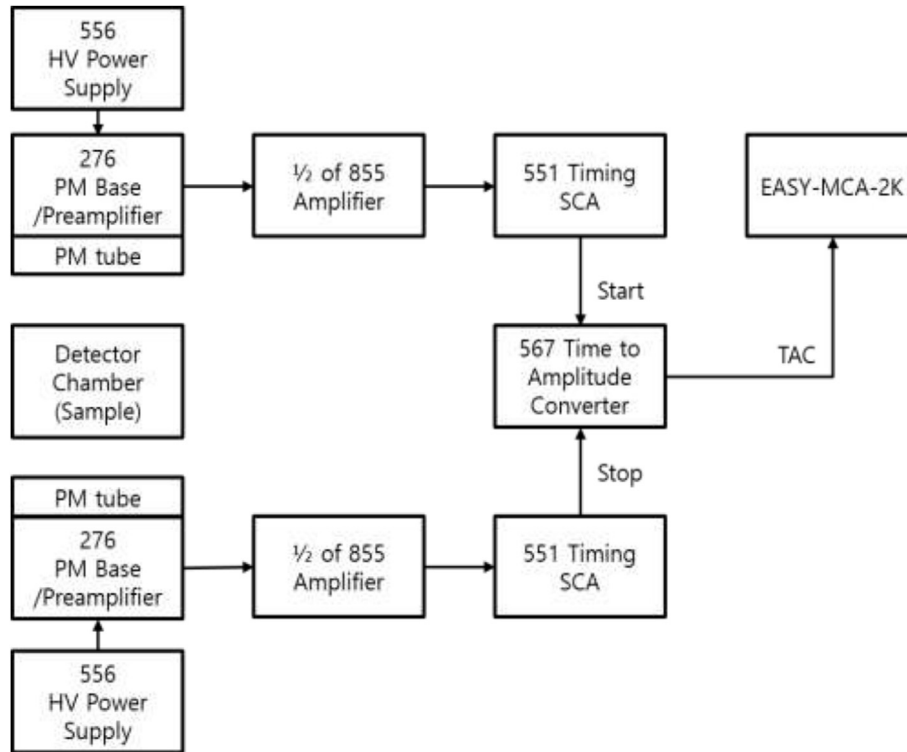 556
HV Power
Supply
276
PM Base
/Preamplifier
PM tube
½ of 855
Amplifier
551 Timing
SCA
EASY-MCA-2K
Start
Detector
Chamber
(Sample)
567 Time to
Amplitude
Converter
TAC
Stop
PM tube
276
PM Base
/Preamplifier
½ of 855
Amplifier
551 Timing
SCA
556
HV Power
Supply